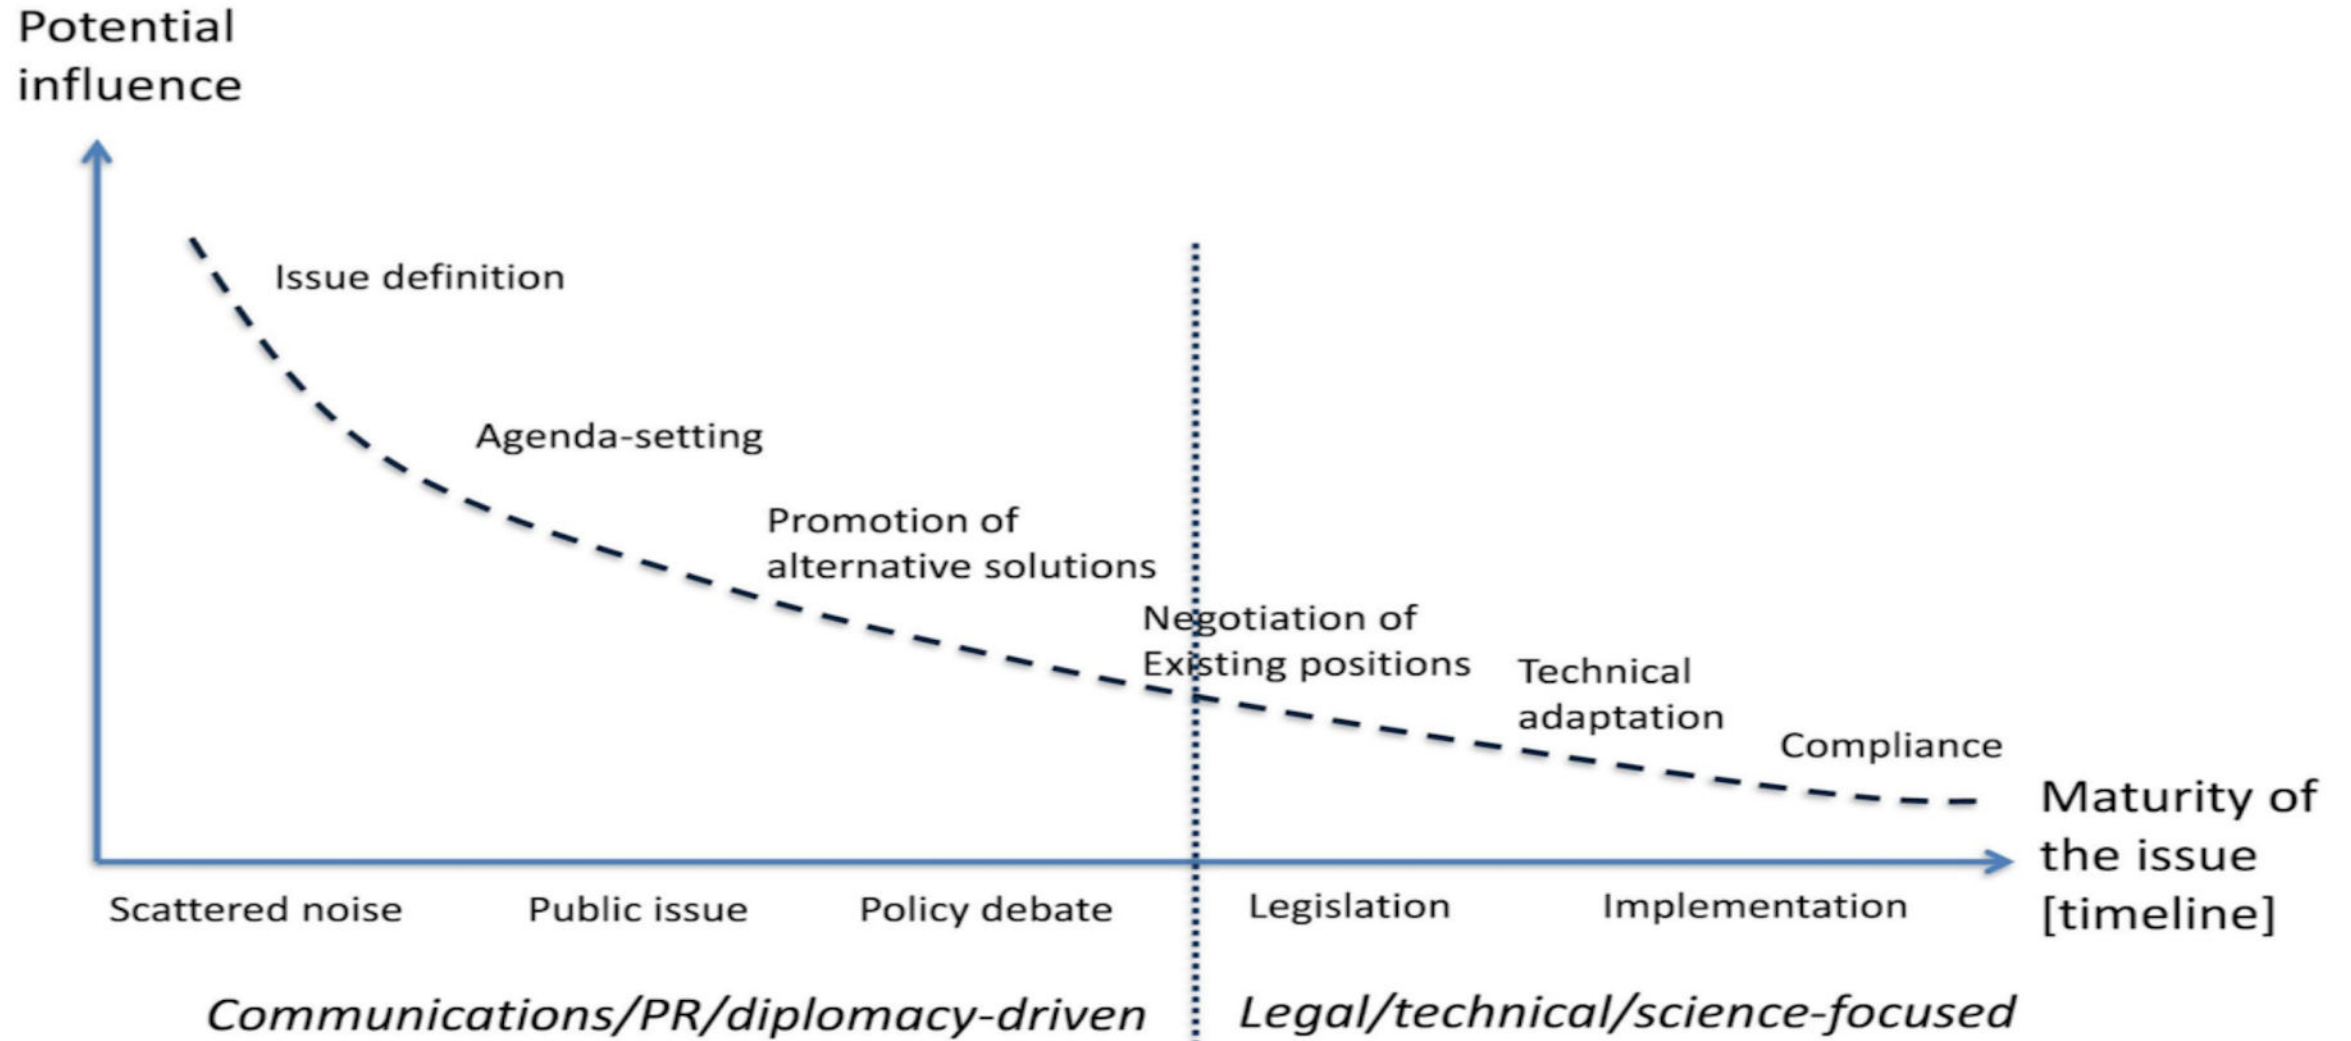 Potential
influence
Issue definition
Agenda-setting
Promotion of
alternative solutions
Negotiation of
Existing positions
Technical
adaptation
Compliance
Maturity of
the issue
[timeline]
Scattered noise
Public issue
Policy debate
Legislation
Implementation
Communications/PR/diplomacy-driven
Legal/technical/science-focused